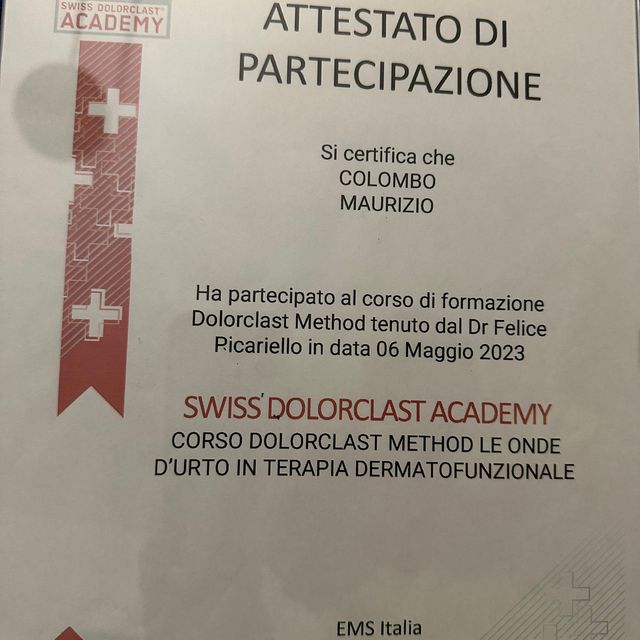 SWISS DOLORCLAST®
ACADEMY
ATTESTATO DI
PARTECIPAZIONE
Si certifica che
COLOMBO
MAURIZIO
Ha partecipato al corso di formazione
Dolorclast Method tenuto dal Dr Felice
Picariello in data 06 Maggio 2023
SWISS DOLORCLAST ACADEMY
CORSO DOLORCLAST METHOD LE ONDE
D'URTO IN TERAPIA DERMATOFUNZIONALE
EMS Italia